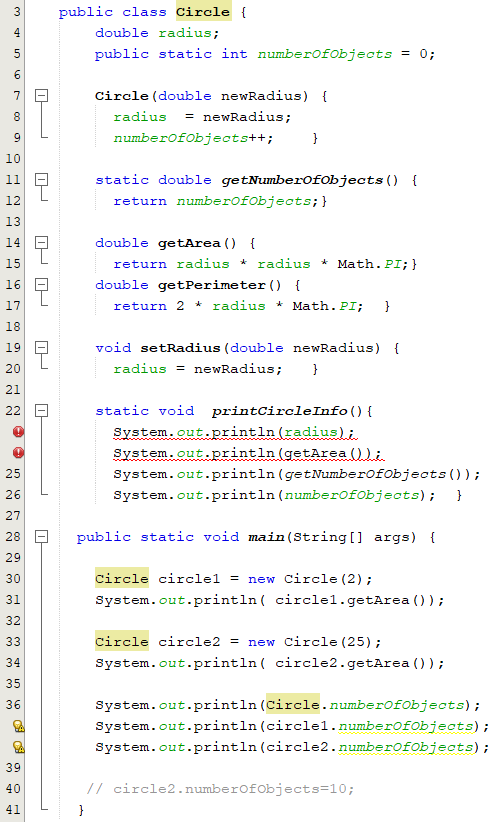 3 public class Circle {
4 double radius;
5 public static int numberOfObjects = 0;
6
7 Circle(double newRadius) {
8 radius = newRadius;
9 numberOfObjects++; }
10
11 static double getNumberOfObjects() {
12 return numberOfObjects;}
13
14 double getArea() {
15 return radius * radius * Math.PI;}
16 double getPerimeter() {
17 return 2 * radius * Math.PI; }
18
19 void setRadius(double newRadius) {
20 radius = newRadius; }
21
22 static void printCircleInfo(){
System.out.println(radius);
System.out.println(getArea());
25 System.out.println(getNumberOfObjects());
26 System.out.println(numberOfObjects); }
27
28 public static void main(String[] args) {
29
30 Circle circle1 = new Circle(2);
31 System.out.println( circle1.getArea());
32
33 Circle circle2 = new Circle(25);
34 System.out.println( circle2.getArea());
35
36 System.out.println(Circle.numberOfObjects);
System.out.println(circle1.numberOfObjects);
System.out.println(circle2.numberOfObjects);
39
40 // circle2.numberOfObjects=10;
41 }